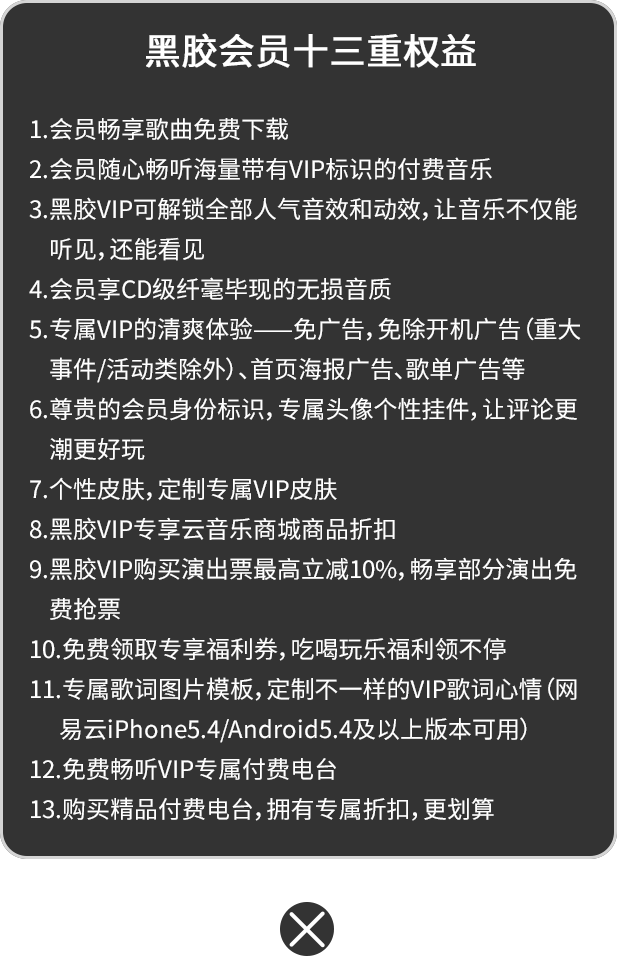 黑胶会员十三重权益
1.会员畅享歌曲免费下载
2.会员随心畅听海量带有VIP标识的付费音乐
3.黑胶VIP可解锁全部人气音效和动效，让音乐不仅能
听见，还能看见
4.会员享CD级纤毫毕现的无损音质
5.专属VIP的清爽体验——免广告，免除开机广告（重大
事件/活动类除外）、首页海报广告、歌单广告等
6.尊贵的会员身份标识，专属头像个性挂件，让评论更
潮更好玩
7.个性皮肤，定制专属VIP皮肤
8.黑胶VIP专享云音乐商城商品折扣
9.黑胶VIP购买演出票最高立减10%，畅享部分演出免
费抢票
10.免费领取专享福利券，吃喝玩乐福利领不停
11.专属歌词图片模板，定制不一样的VIP歌词心情（网
易云iPhone5.4/Android5.4及以上版本可用）
12.免费畅听VIP专属付费电台
13.购买精品付费电台，拥有专属折扣，更划算